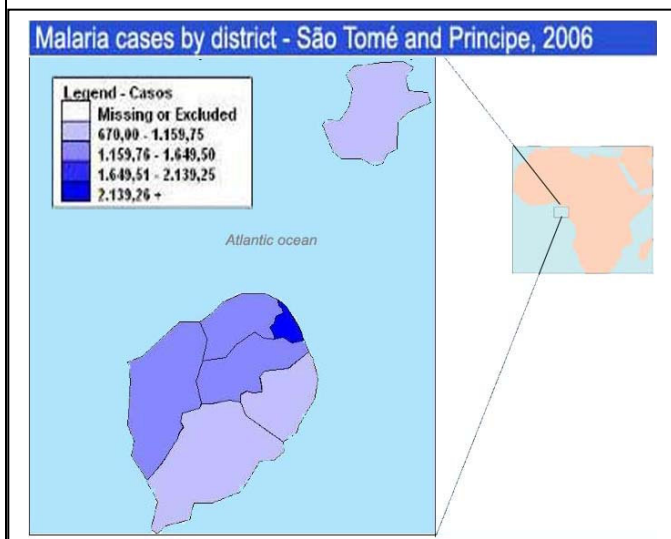 Malaria cases by district - São Tomé and Principe, 2006
Legend - Casos
Missing or Excluded
670,00 - 1.159,75
1.159,76 - 1.649,50
1.649,51 - 2.139,25
2.139,26 +
Atlantic ocean